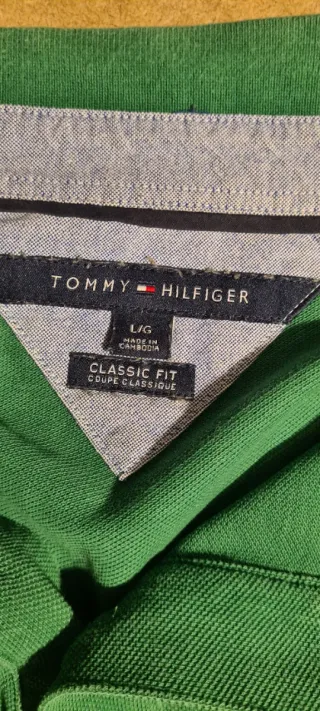 TOMMY HILFIGER
L/G
MADE IN
CAMBODIA
CLASSIC FIT
COUPE CLASSIQUE